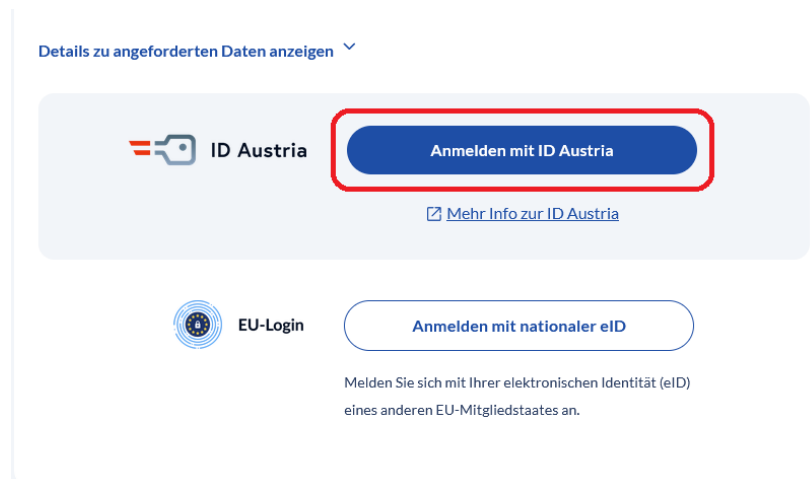 Details zu angeforderten Daten anzeigen
ID Austria
Anmelden mit ID Austria
Mehr Info zur ID Austria
EU-Login
Anmelden mit nationaler eID
Melden Sie sich mit Ihrer elektronischen Identität (eID)
eines anderen EU-Mitgliedstaates an.